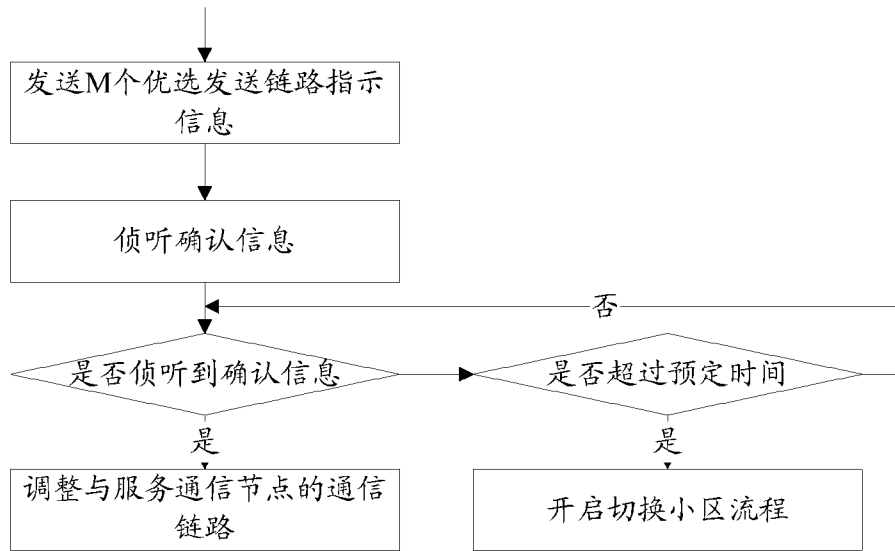 发送M个优选发送链路指示
信息
侦听确认信息
否
是否侦听到确认信息
是否超过预定时间
是
是
调整与服务通信节点的通信
链路
开启切换小区流程